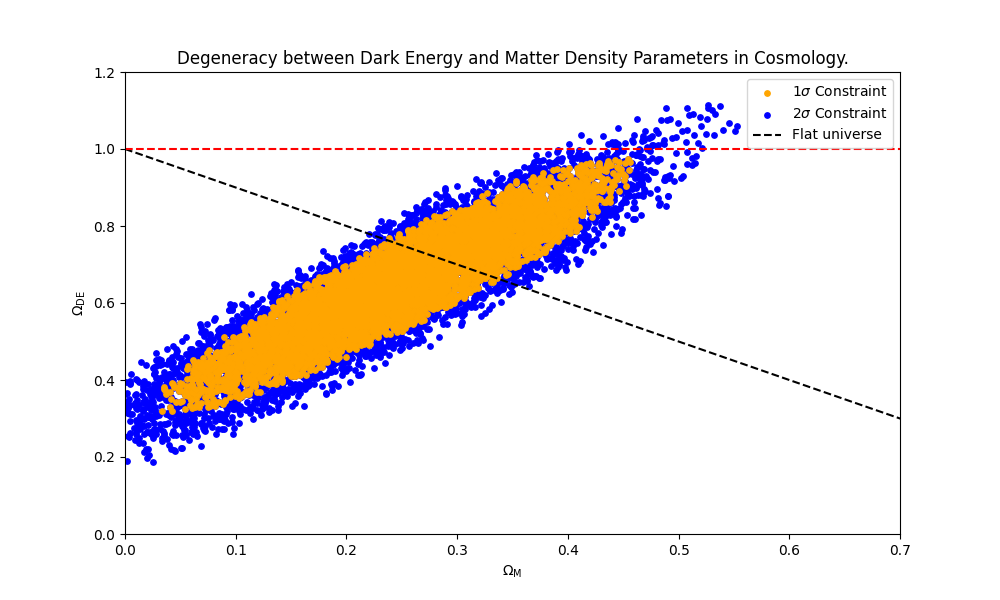 Degeneracy between Dark Energy and Matter Density Parameters in Cosmology.
1.2
1.0
0.8
0.6
0.4
0.2
0.0
Ω_DE
1σ Constraint
2σ Constraint
Flat universe
0.0 0.1 0.2 0.3 0.4 0.5 0.6 0.7
Ω_M